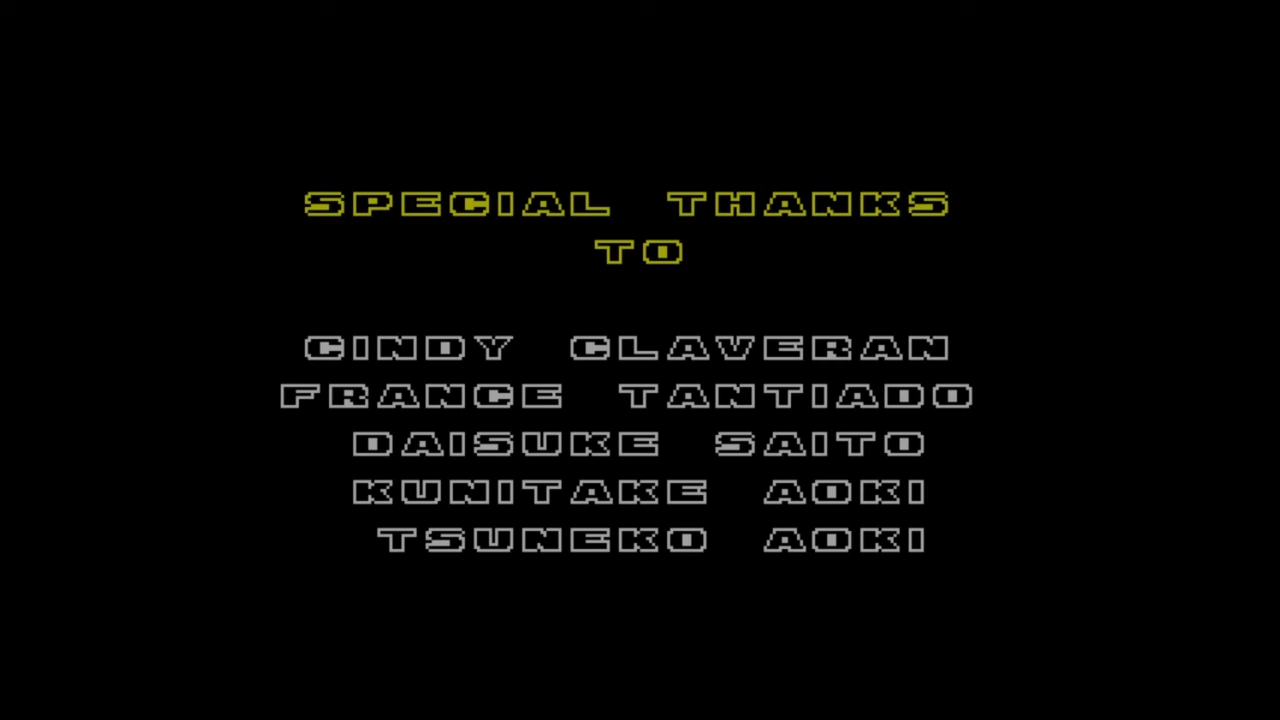 SPECIAL THANKS
TO
CINDY CLAVERAN
FRANCE TANTIADO
DAISUKE SAITO
KUNITAKE AOKI
TSUNEKO AOKI